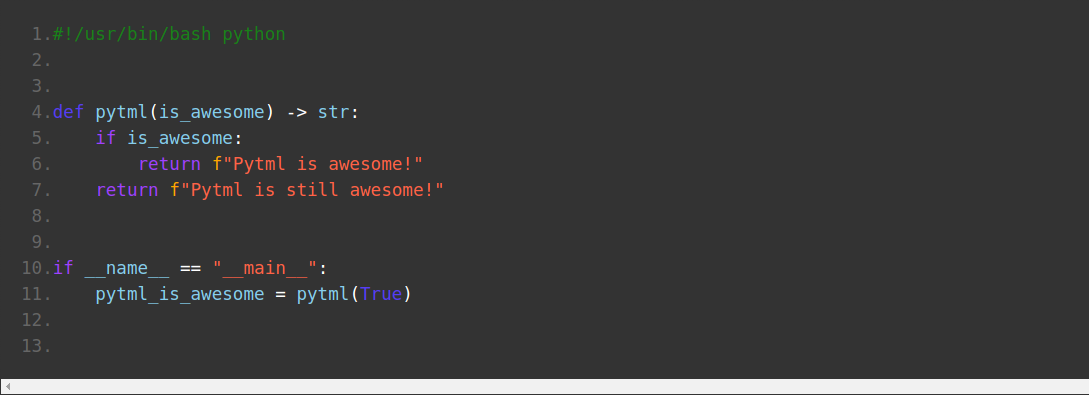 1.#!/usr/bin/bash python
2.
3.
4.def pytml(is_awesome) -> str:
5.    if is_awesome:
6.        return f"Pytml is awesome!"
7.    return f"Pytml is still awesome!"
8.
9.
10.if __name__ == "__main__":
11.    pytml_is_awesome = pytml(True)
12.
13.